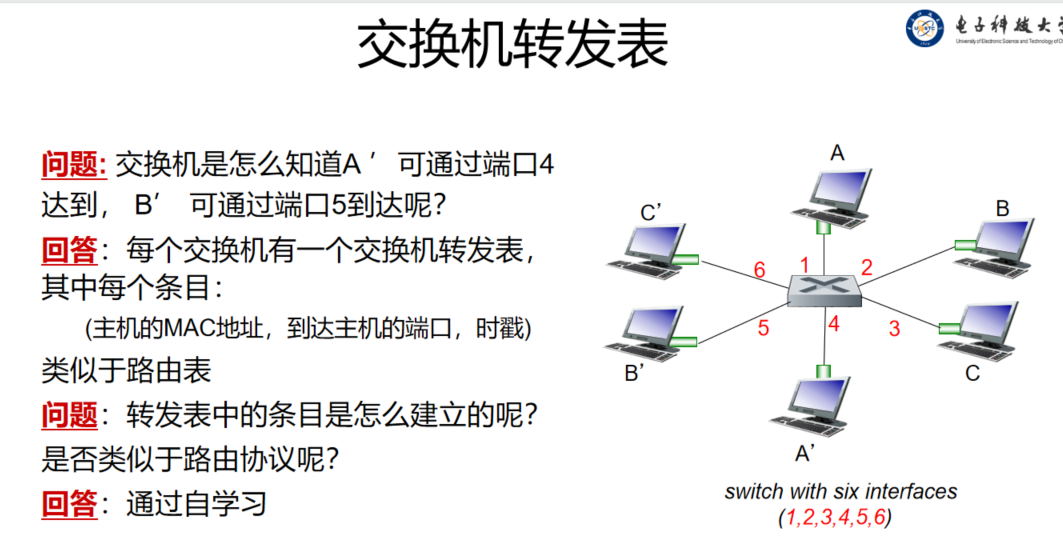 交换机转发表
电子科技大学
University of Electronic Science and Technology of C
问题: 交换机是怎么知道A ′ 可通过端口4
达到， B′ 可通过端口5到达呢？
回答：每个交换机有一个交换机转发表，
其中每个条目：
(主机的MAC地址，到达主机的端口，时戳)
类似于路由表
问题：转发表中的条目是怎么建立的呢？
是否类似于路由协议呢？
回答：通过自学习
A
C’
B
6
1
2
5
4
3
B’
C
A’
switch with six interfaces
(1,2,3,4,5,6)